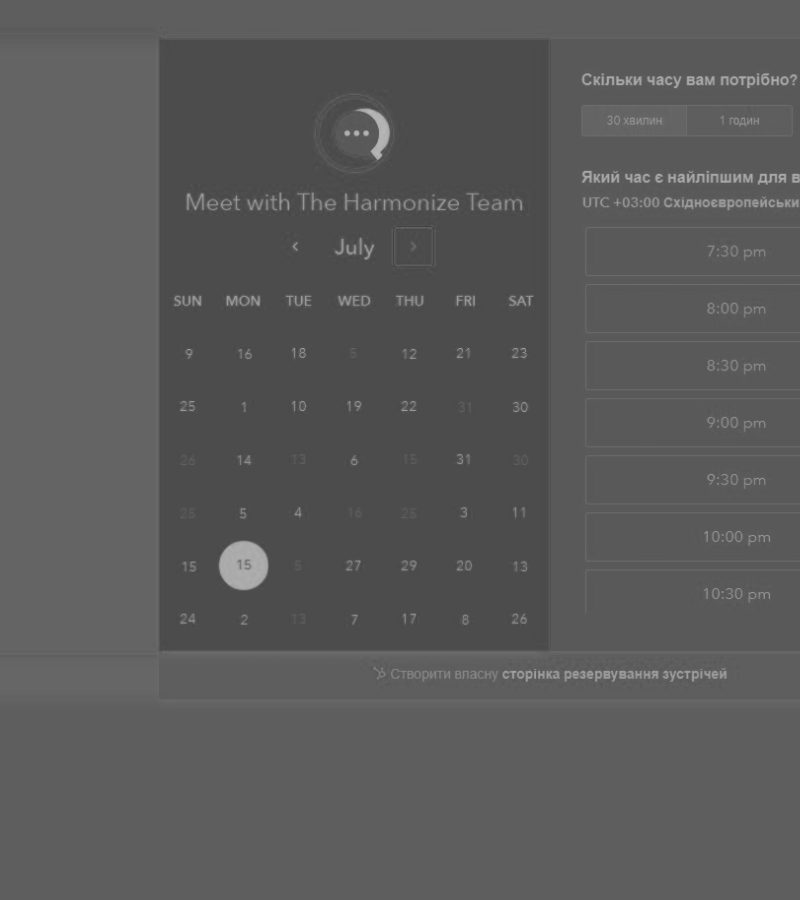 Meet with The Harmonize Team
July
SUN MON TUE WED THU FRI SAT
9 16 18 5 12 21 23
25 1 10 19 22 31 30
26 14 13 6 15 31 30
25 5 4 16 25 3 11
15 15 5 27 29 20 13
24 2 13 7 17 8 26
Скільки часу вам потрібно?
30 хвилин 1 годин
Який час є найліпшим для в
UTC +03:00 Східноєвропейськи
7:30 pm
8:00 pm
8:30 pm
9:00 pm
9:30 pm
10:00 pm
10:30 pm
Створити власну сторінка резервування зустрічей